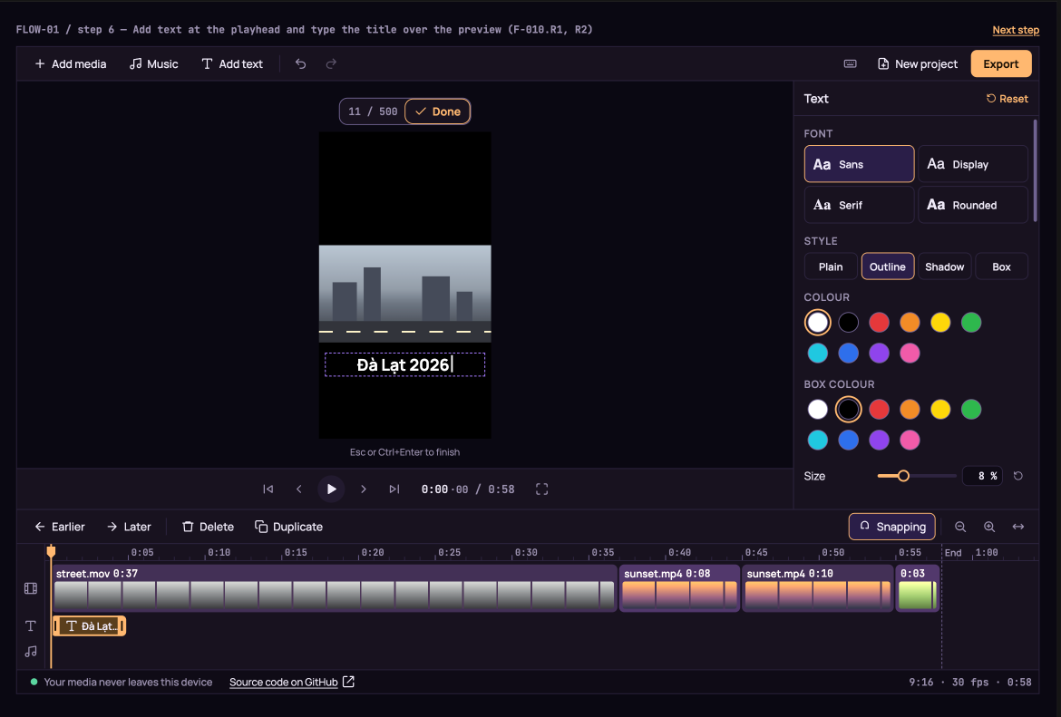 FLOW-01 / step 6 — Add text at the playhead and type the title over the preview (F-010.R1, R2)
Next step
Add media
Music
Add text
New project
Export
11 / 500
Done
Đà Lạt 2026
Esc or Ctrl+Enter to finish
Text
Reset
FONT
Aa Sans
Aa Display
Aa Serif
Aa Rounded
STYLE
Plain
Outline
Shadow
Box
COLOUR
BOX COLOUR
Size
8 %
0:00·00 / 0:58
Earlier
Later
Delete
Duplicate
Snapping
0:05
0:10
0:15
0:20
0:25
0:30
0:35
0:40
0:45
0:50
0:55
End
1:00
street.mov 0:37
sunset.mp4 0:08
sunset.mp4 0:10
0:03
T Đà Lạt…
Your media never leaves this device
Source code on GitHub
9:16 · 30 fps · 0:58